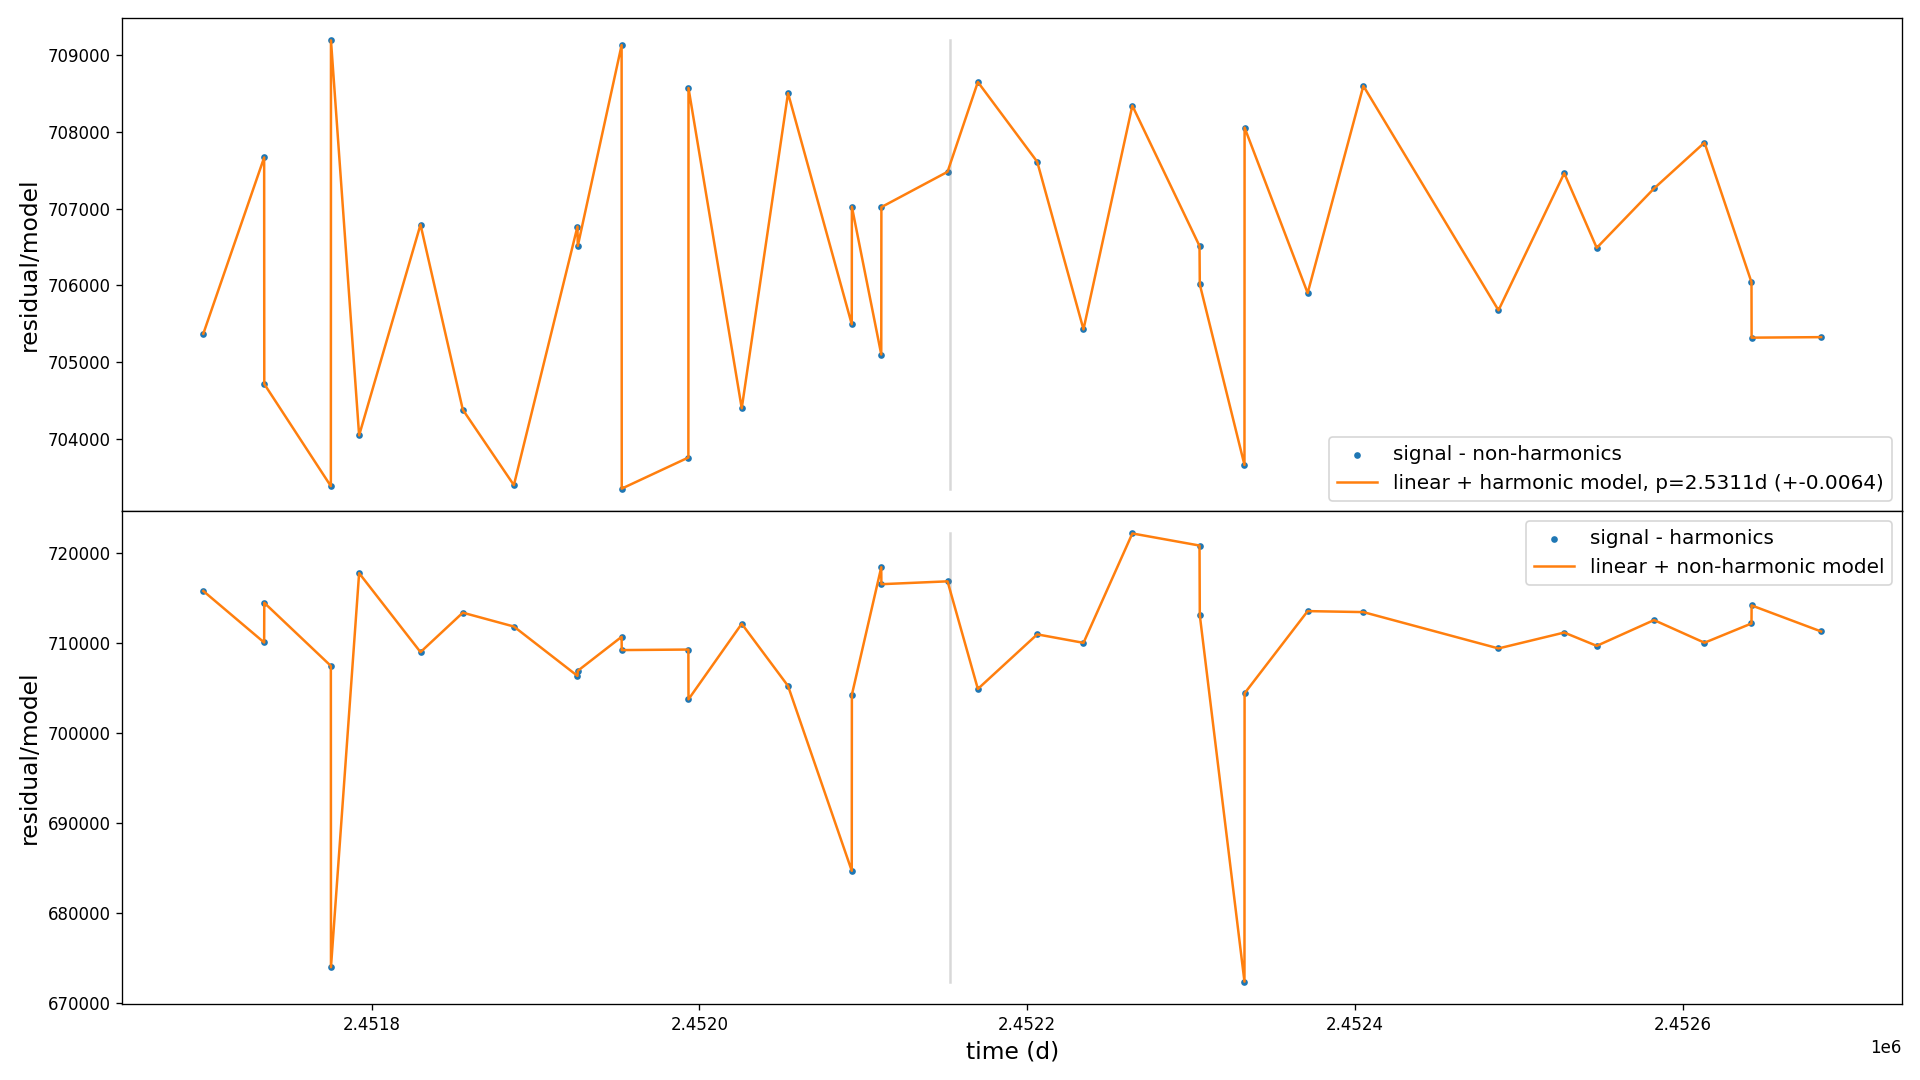 709000
708000
707000
706000
705000
704000
residual/model
signal - non-harmonics
linear + harmonic model, p=2.5311d (+-0.0064)
720000
710000
700000
690000
680000
670000
residual/model
signal - harmonics
linear + non-harmonic model
2.4518 2.4520 2.4522 2.4524 2.4526
time (d)
1e6